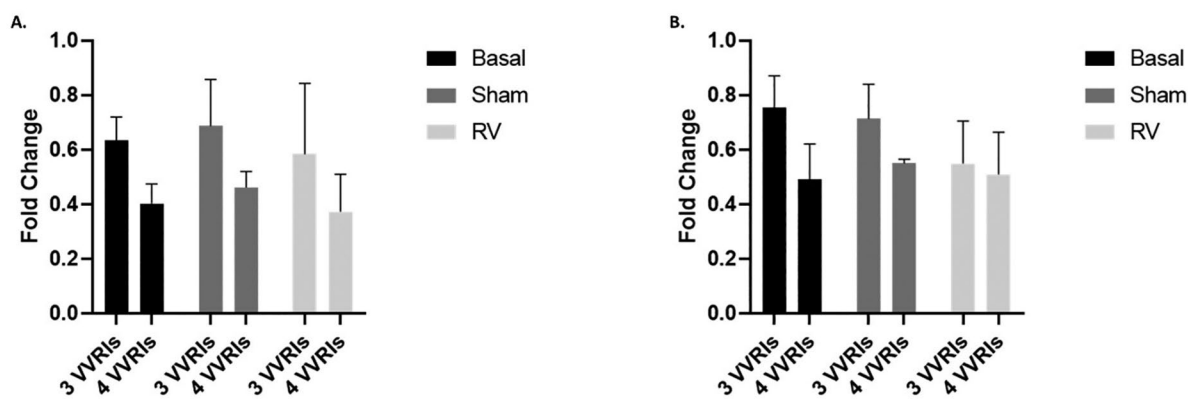 A.
Fold Change
1.0
0.8
0.6
0.4
0.2
0.0
3 VVRIs
4 VVRIs
3 VVRIs
4 VVRIs
3 VVRIs
4 VVRIs
Basal
Sham
RV
B.
Fold Change
1.0
0.8
0.6
0.4
0.2
0.0
3 VVRIs
4 VVRIs
3 VVRIs
4 VVRIs
3 VVRIs
4 VVRIs
Basal
Sham
RV